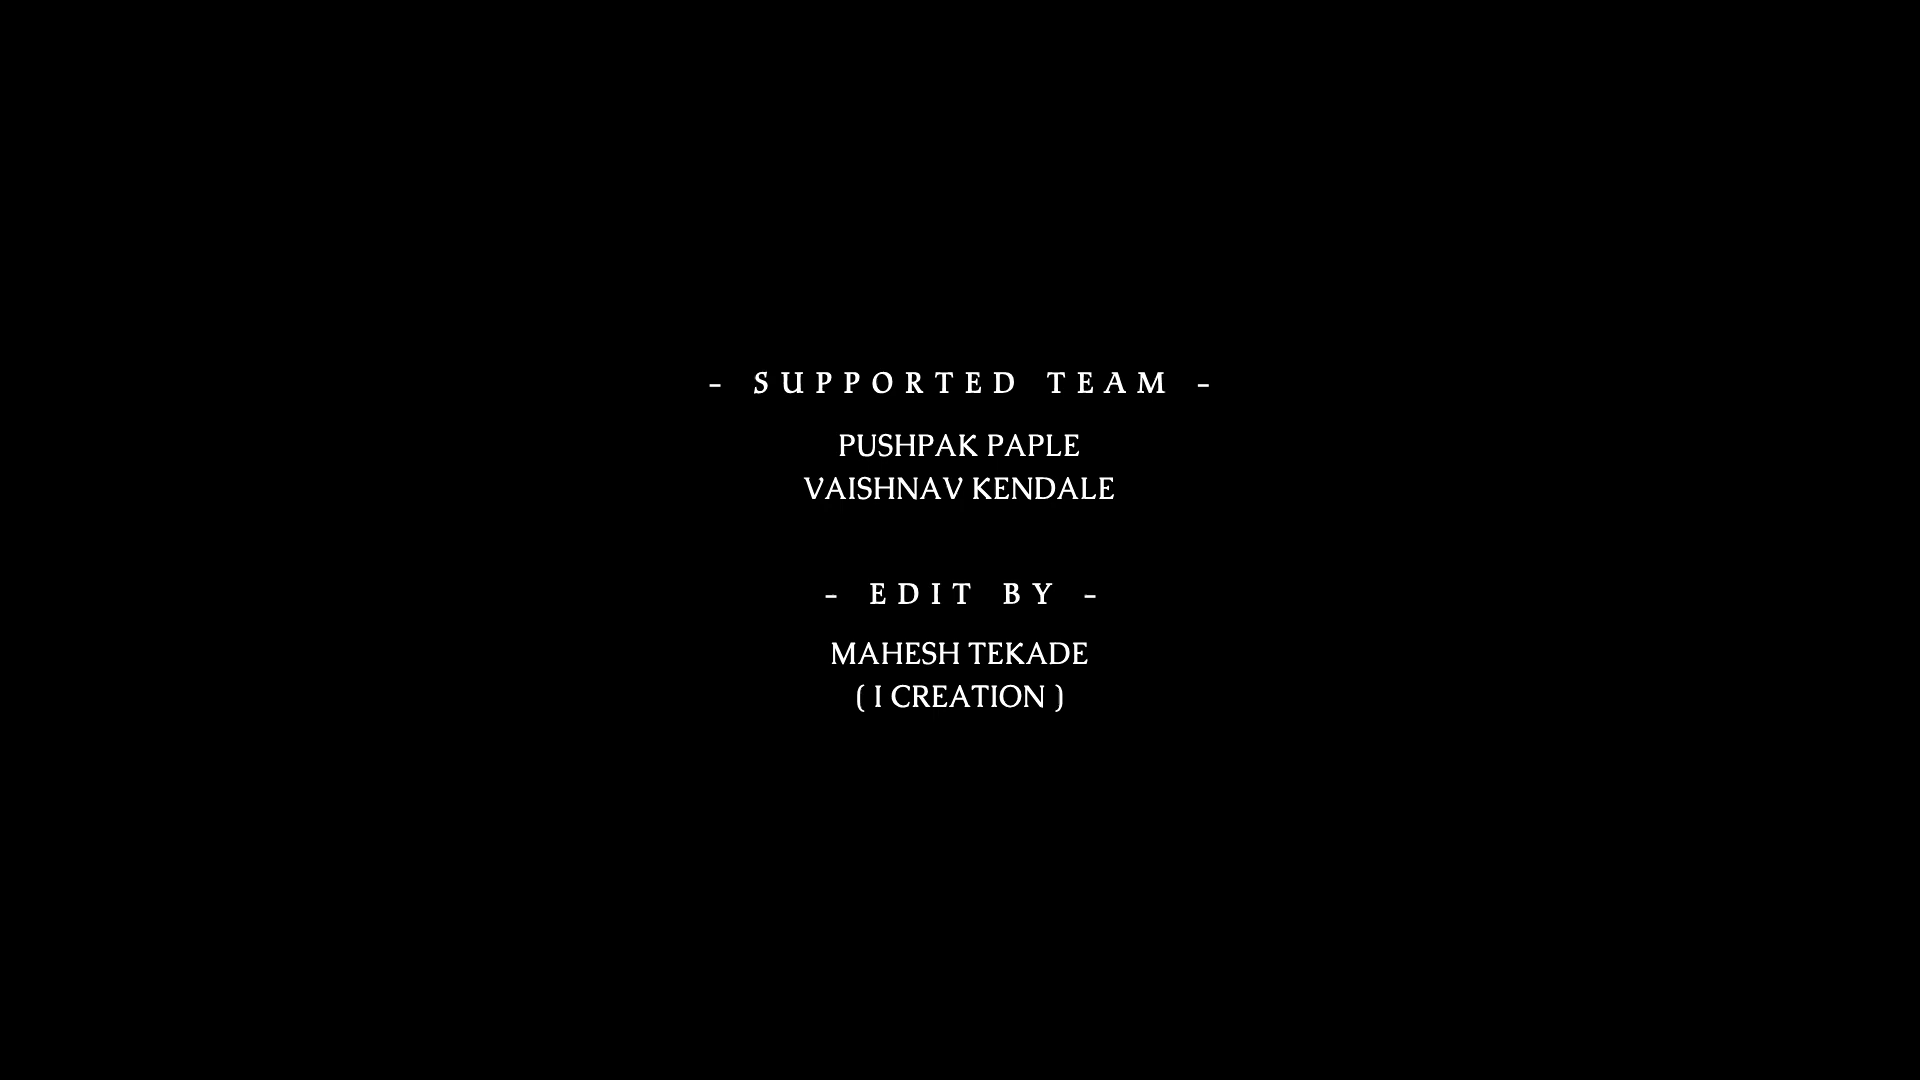 - SUPPORTED TEAM -
PUSHPAK PAPLE
VAISHNAV KENDALE
- EDIT BY -
MAHESH TEKADE
( I CREATION )